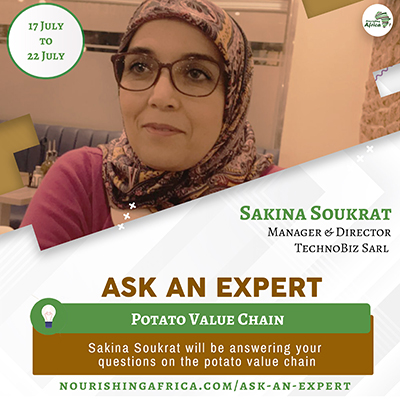 17 July
to
22 July
Africa
Sakina Soukrat
Manager & Director
TechnoBiz Sarl
ASK AN EXPERT
Potato Value Chain
Sakina Soukrat will be answering your
questions on the potato value chain
nourishingafrica.com/ask-an-expert